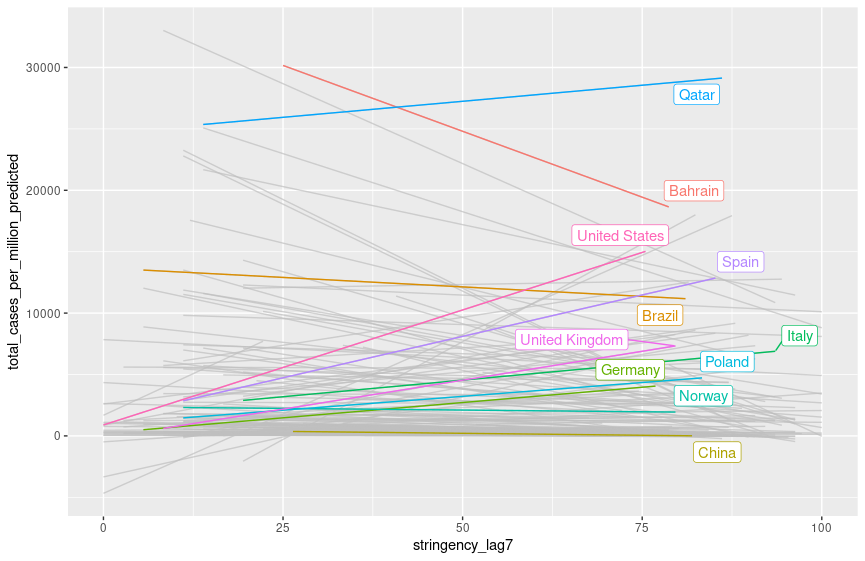 total_cases_per_million_predicted
30000
20000
10000
0
Qatar
Bahrain
United States
Spain
Brazil
Italy
United Kingdom
Poland
Germany
Norway
China
0
25
50
75
100
stringency_lag7